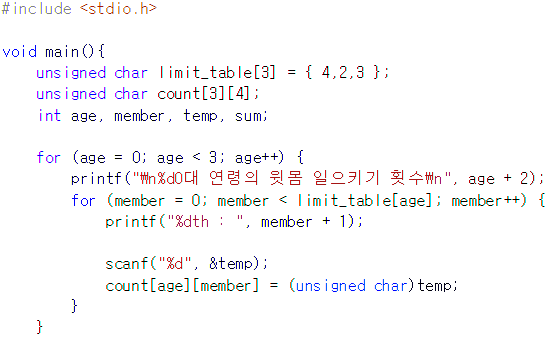 #include <stdio.h>
void main(){
unsigned char limit_table[3] = { 4,2,3 };
unsigned char count[3][4];
int age, member, temp, sum;
for (age = 0; age < 3; age++) {
printf("₩n%d0대 연령의 윗몸 일으키기 횟수₩n", age + 2);
for (member = 0; member < limit_table[age]; member++) {
printf("%dth : ", member + 1);
scanf("%d", &temp);
count[age][member] = (unsigned char)temp;
}
}